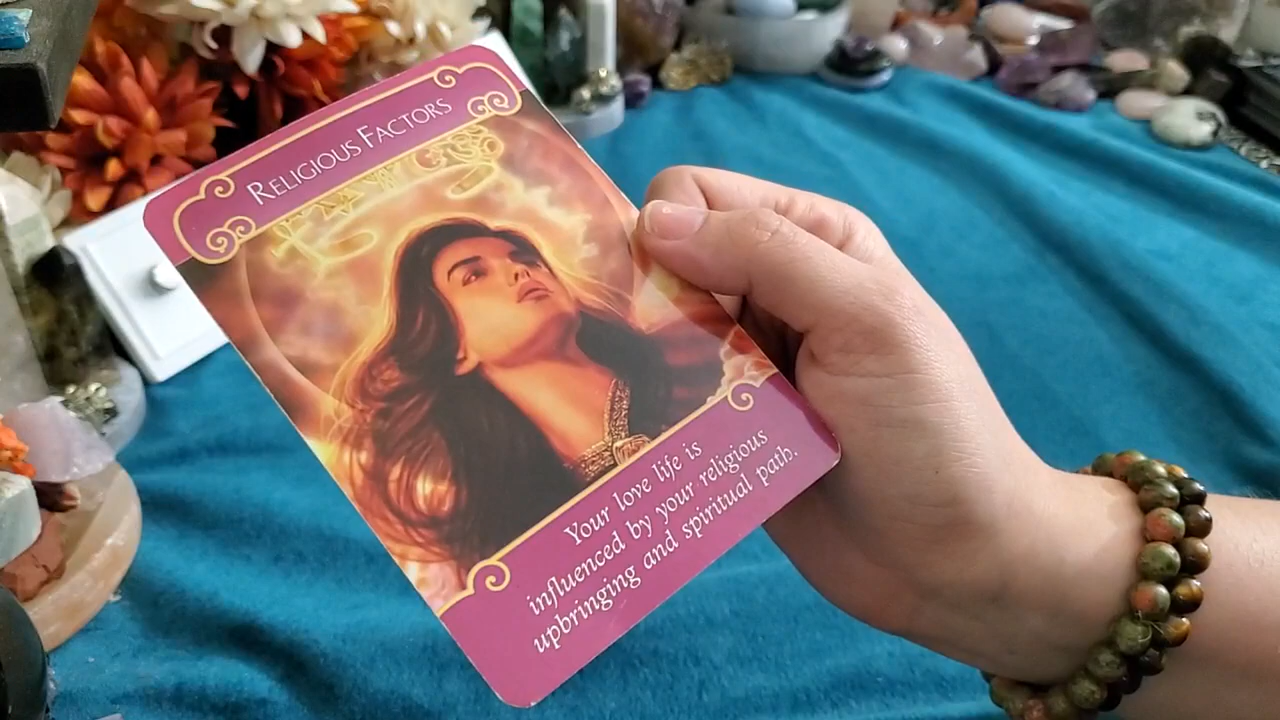 RELIGIOUS FACTORS
Your love life is
influenced by your religious
upbringing and spiritual path.